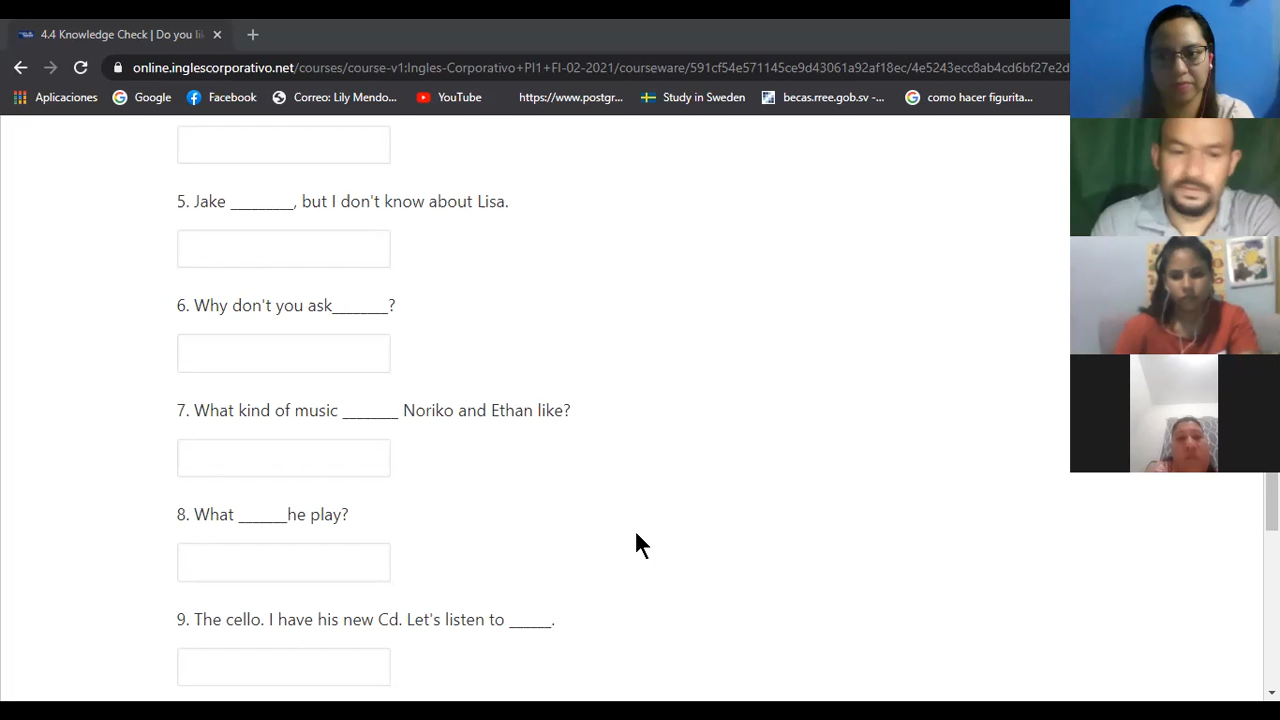 4.4 Knowledge Check | Do you li
online.inglescorporativo.net/courses/course-v1:Ingles-Corporativo+PI1+FI-02-2021/courseware/591cf54e571145ce9d43061a92af18ec/4e5243ecc8ab4cd6bf27e2d
Aplicaciones Google Facebook Correo: Lily Mendo... YouTube https://www.postgr... Study in Sweden becas.rree.gob.sv -... como hacer figurita...
5. Jake _________, but I don't know about Lisa.
6. Why don't you ask________?
7. What kind of music ________ Noriko and Ethan like?
8. What _______he play?
9. The cello. I have his new Cd. Let's listen to ______.